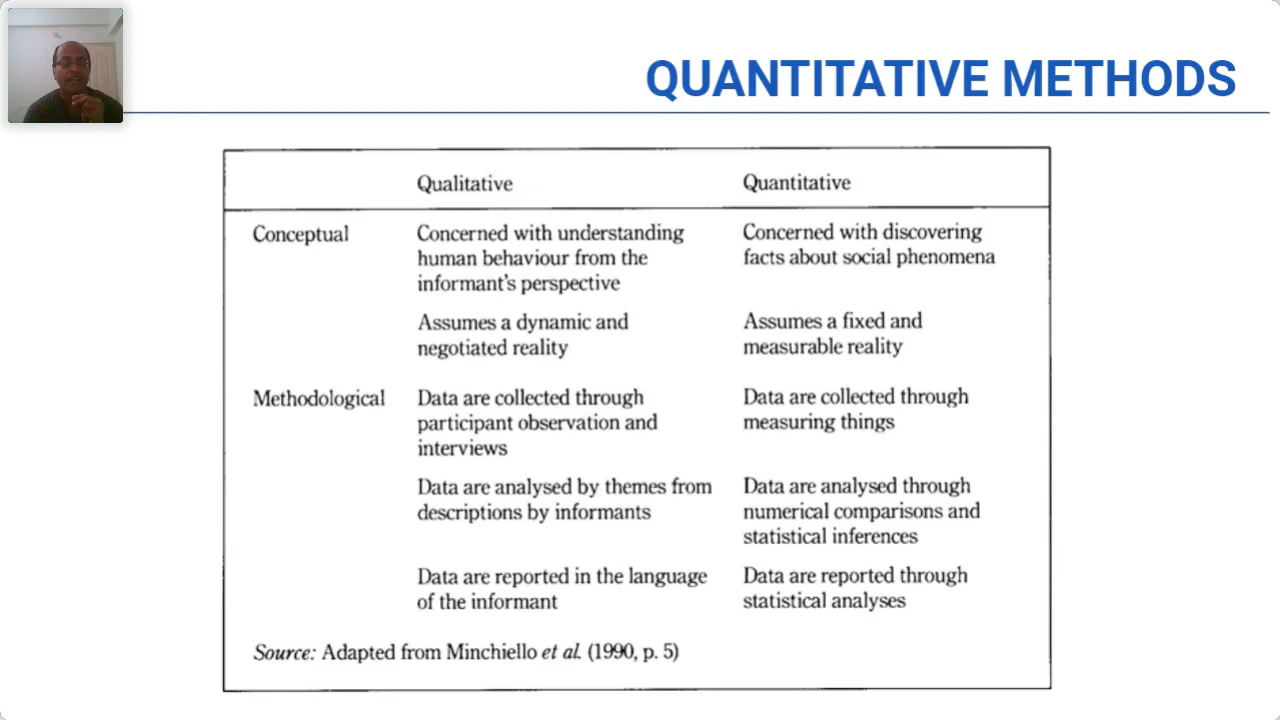 QUANTITATIVE METHODS
Qualitative Quantitative
Conceptual
Concerned with understanding
human behaviour from the
informant's perspective
Concerned with discovering
facts about social phenomena
Assumes a dynamic and
negotiated reality
Assumes a fixed and
measurable reality
Methodological
Data are collected through
participant observation and
interviews
Data are collected through
measuring things
Data are analysed by themes from
descriptions by informants
Data are analysed through
numerical comparisons and
statistical inferences
Data are reported in the language
of the informant
Data are reported through
statistical analyses
Source: Adapted from Minchiello et al. (1990, p. 5)